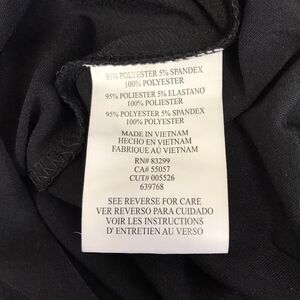 95% POLYESTER 5% SPANDEX
100% POLYESTER
95% POLIESTER 5% ELASTANO
100% POLIESTER
95% POLYESTER 5% SPANDEX
100% POLYESTER
MADE IN VIETNAM
HECHO EN VIETNAM
FABRIQUE AU VIETNAM
RN# 83299
CA# 55057
CUT# 005526
639768
SEE REVERSE FOR CARE
VER REVERSO PARA CUIDADO
VOIR LES INSTRUCTIONS
D' ENTRETIEN AU VERSO